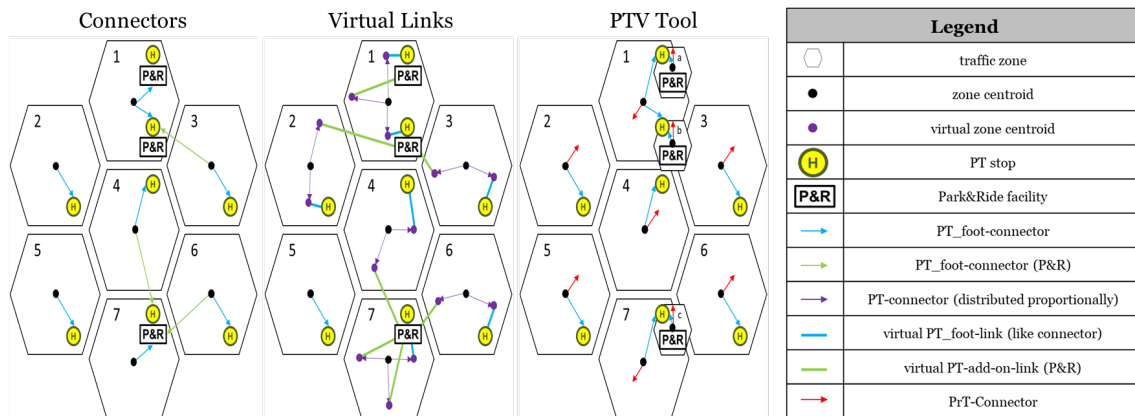 Connectors
1
H
P&R
H
P&R
2
3
H
H
4
H
5
6
H
H
7
H
P&R
Virtual Links
1
H
P&R
H
P&R
2
3
H
H
4
H
5
6
H
H
7
H
P&R
PTV Tool
1
H
a
P&R
H
b
P&R
2
3
H
H
4
H
5
6
H
H
7
H
c
P&R
Legend
traffic zone
zone centroid
virtual zone centroid
H PT stop
P&R Park&Ride facility
PT_foot-connector
PT_foot-connector (P&R)
PT-connector (distributed proportionally)
virtual PT_foot-link (like connector)
virtual PT-add-on-link (P&R)
PrT-Connector